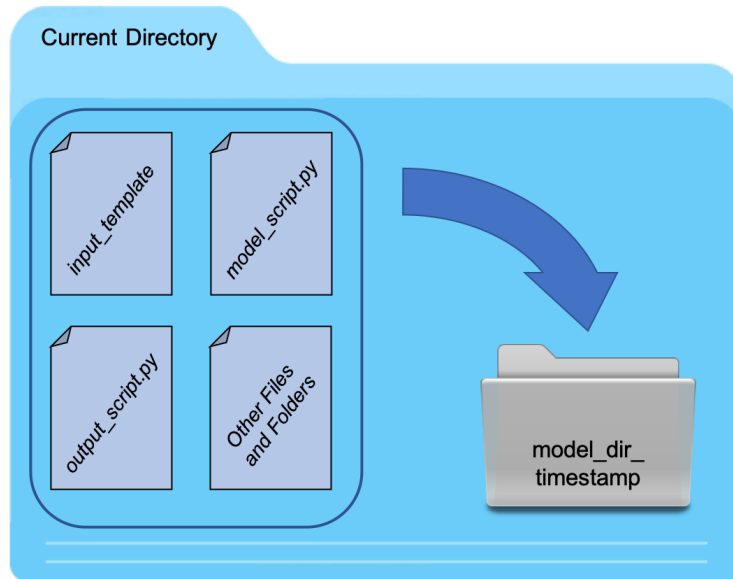 Current Directory
input_template
model_script.py
output_script.py
Other Files
and Folders
model_dir_
timestamp